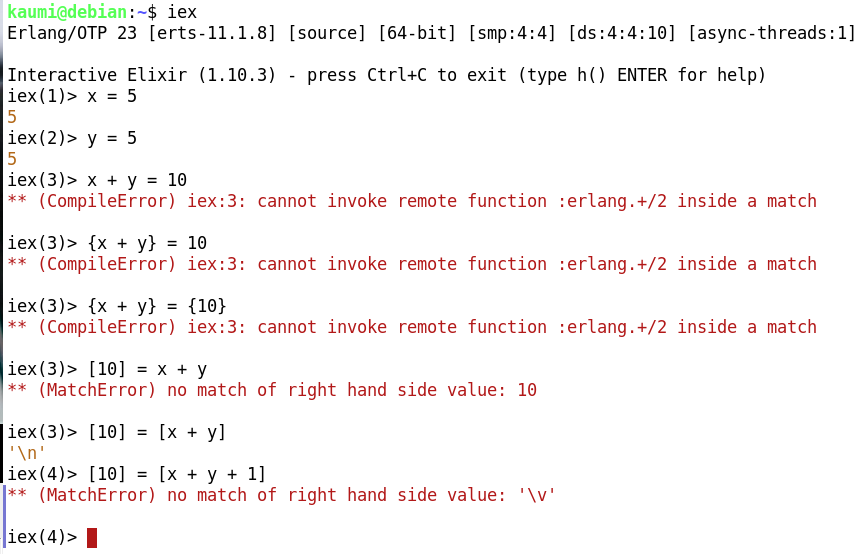 kaumi@debian:~$ iex
Erlang/OTP 23 [erts-11.1.8] [source] [64-bit] [smp:4:4] [ds:4:4:10] [async-threads:1]
Interactive Elixir (1.10.3) - press Ctrl+C to exit (type h() ENTER for help)
iex(1)> x = 5
5
iex(2)> y = 5
5
iex(3)> x + y = 10
** (CompileError) iex:3: cannot invoke remote function :erlang.+/2 inside a match
iex(3)> {x + y} = 10
** (CompileError) iex:3: cannot invoke remote function :erlang.+/2 inside a match
iex(3)> {x + y} = {10}
** (CompileError) iex:3: cannot invoke remote function :erlang.+/2 inside a match
iex(3)> [10] = x + y
** (MatchError) no match of right hand side value: 10
iex(3)> [10] = [x + y]
'\n'
iex(4)> [10] = [x + y + 1]
** (MatchError) no match of right hand side value: '\v'
iex(4)>